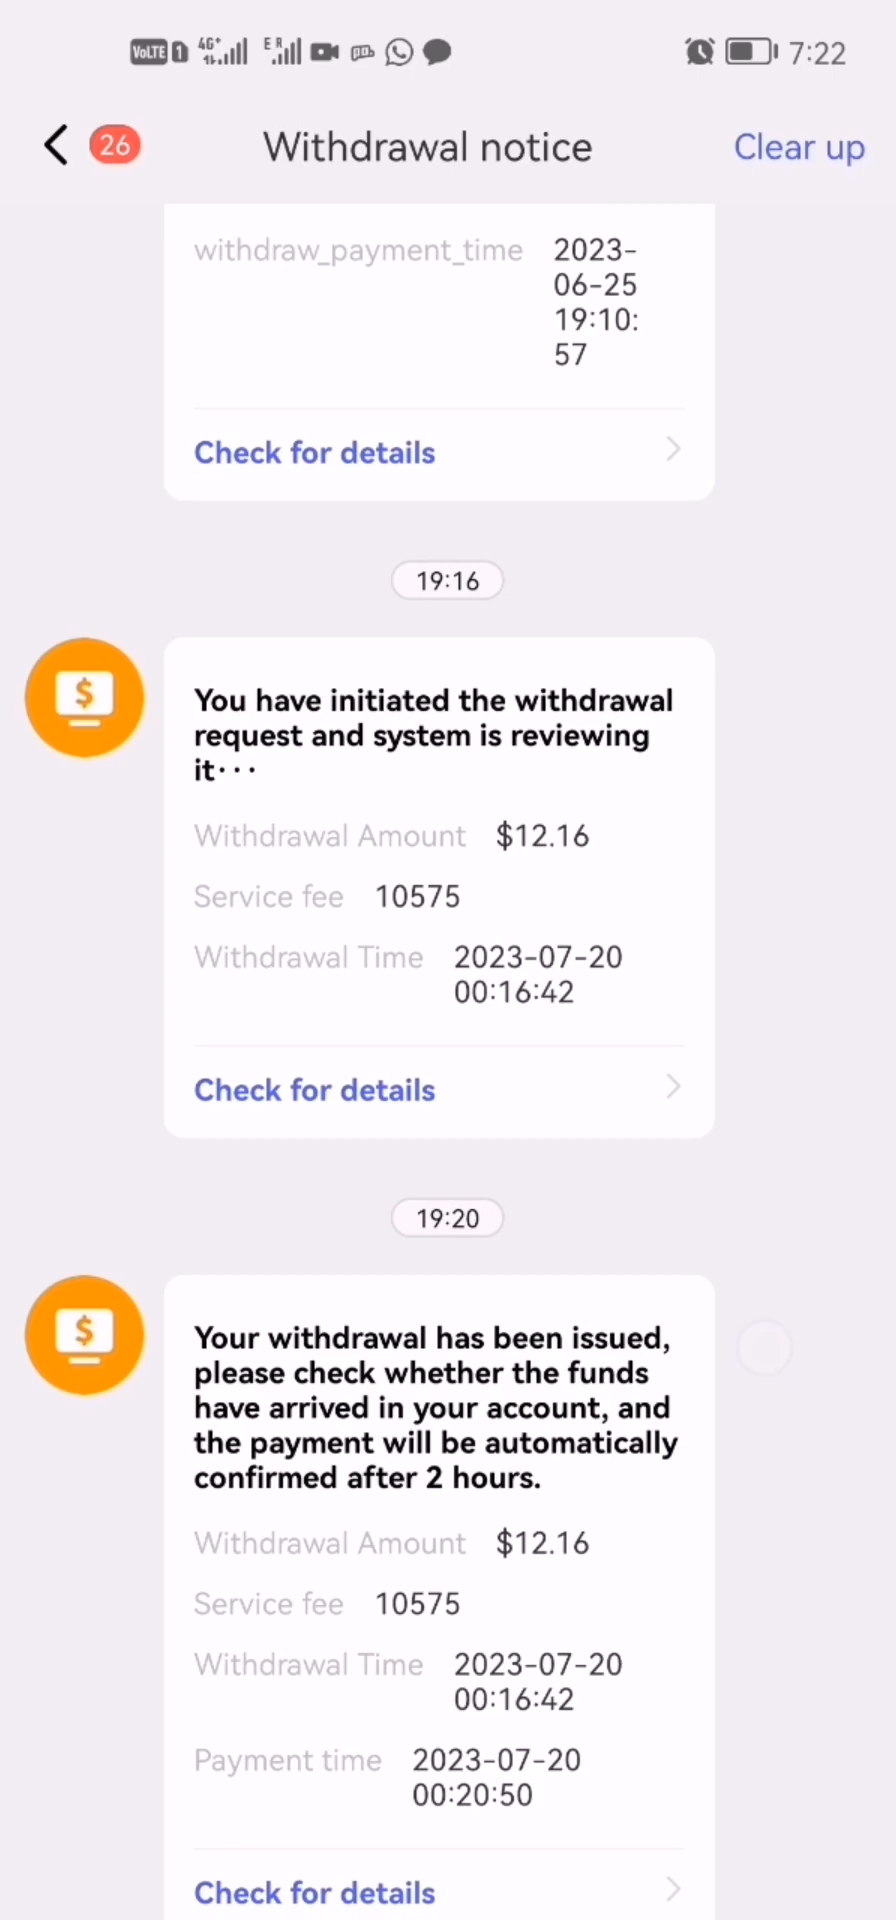 VoLTE 1 4G+ E R 7:22
26 Withdrawal notice Clear up
withdraw_payment_time 2023-
06-25
19:10:
57
Check for details
19:16
$
You have initiated the withdrawal
request and system is reviewing
it···
Withdrawal Amount $12.16
Service fee 10575
Withdrawal Time 2023-07-20
00:16:42
Check for details
19:20
$
Your withdrawal has been issued,
please check whether the funds
have arrived in your account, and
the payment will be automatically
confirmed after 2 hours.
Withdrawal Amount $12.16
Service fee 10575
Withdrawal Time 2023-07-20
00:16:42
Payment time 2023-07-20
00:20:50
Check for details